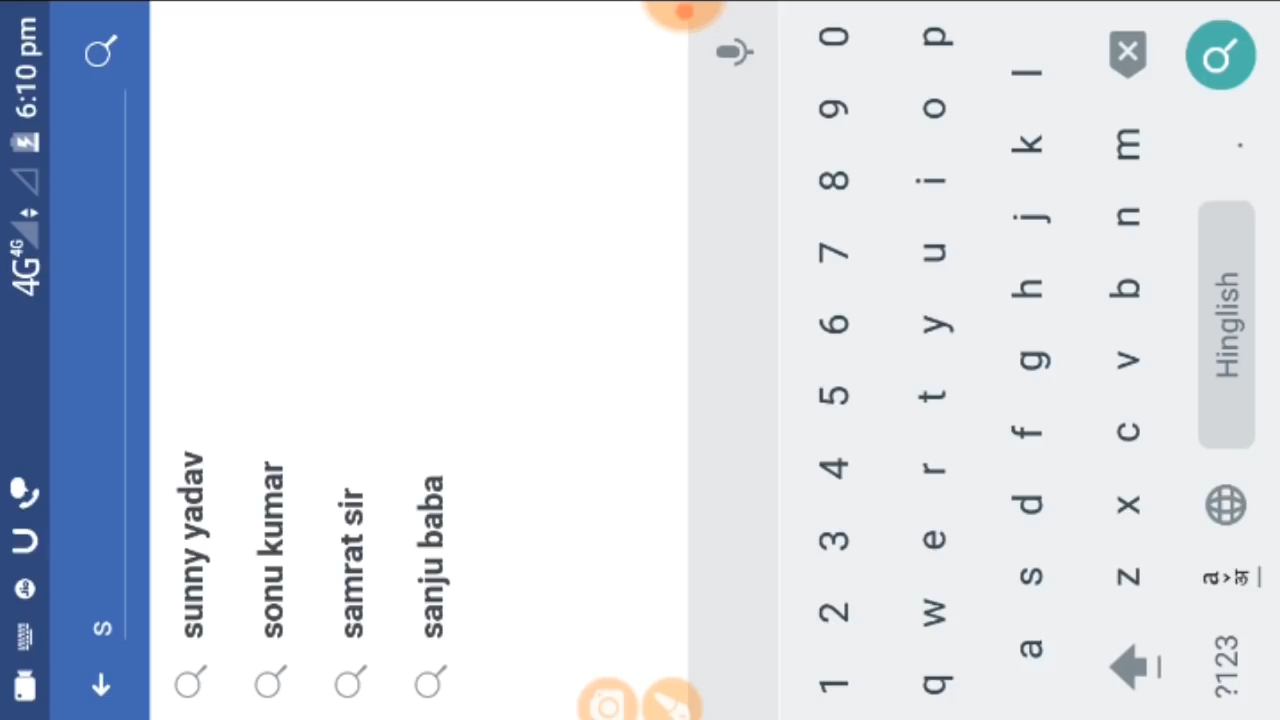 4G 4G 6:10 pm
s
sunny yadav
sonu kumar
samrat sir
sanju baba
1 2 3 4 5 6 7 8 9 0
q w e r t y u i o p
a s d f g h j k l
z x c v b n m
?123 a›अ Hinglish .